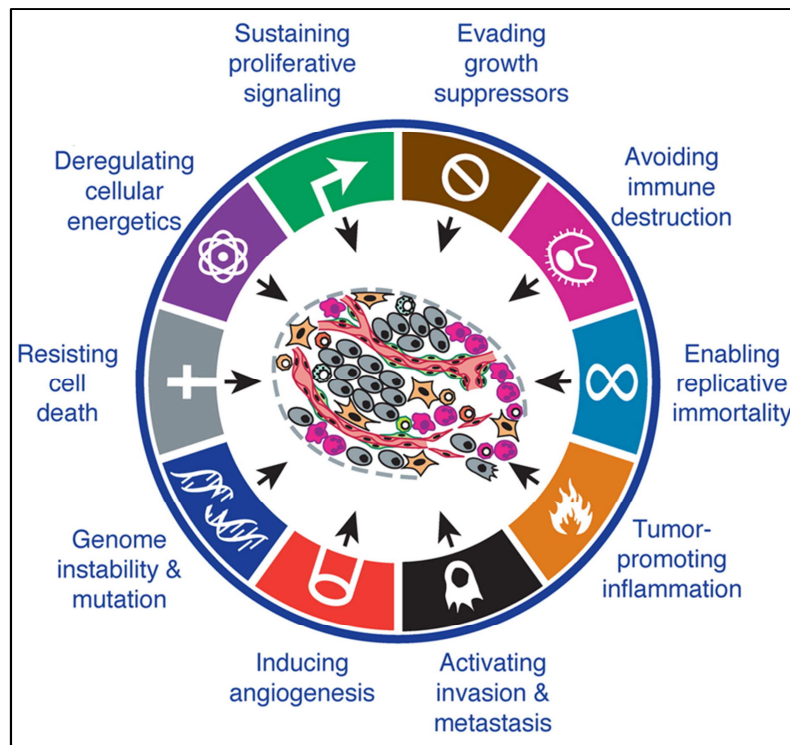 Sustaining
proliferative
signaling
Evading
growth
suppressors
Avoiding
immune
destruction
Enabling
replicative
immortality
Tumor-
promoting
inflammation
Activating
invasion &
metastasis
Inducing
angiogenesis
Genome
instability &
mutation
Resisting
cell
death
Deregulating
cellular
energetics